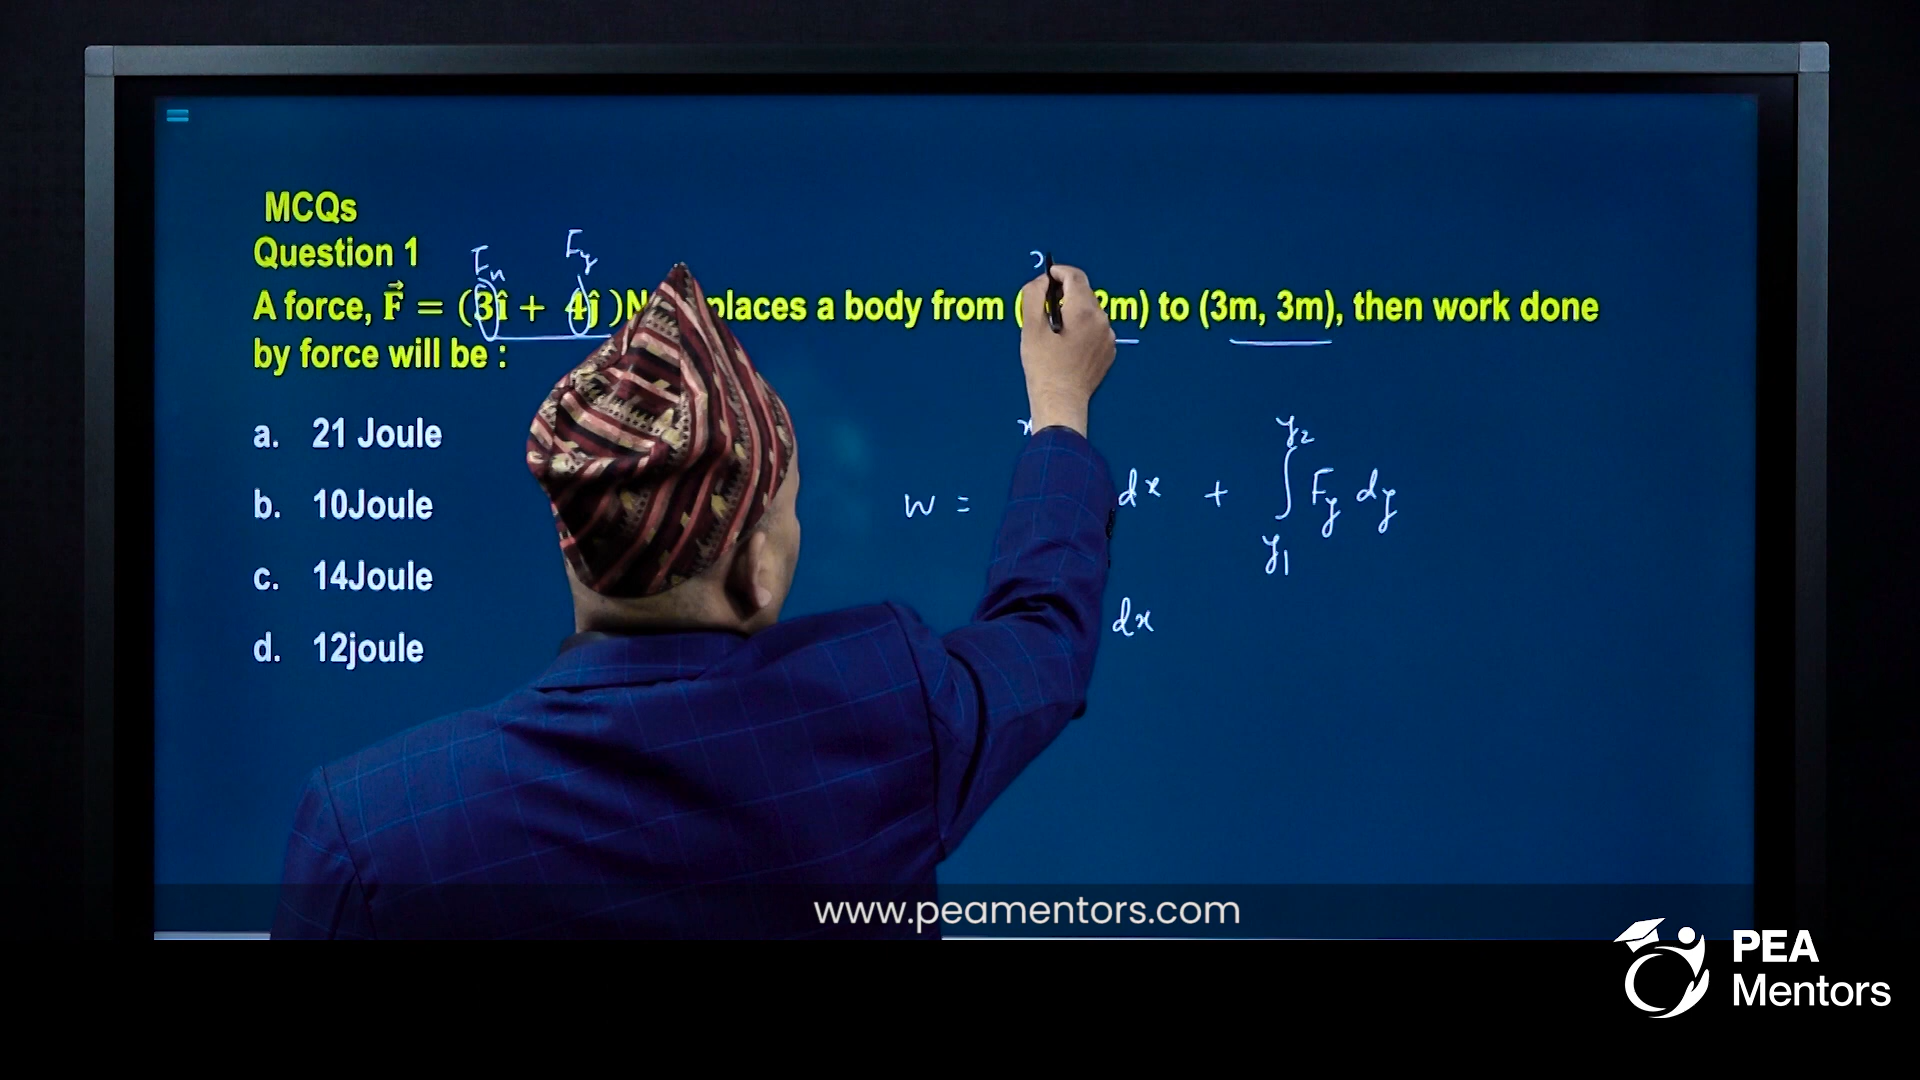 MCQs
Question 1
Fx Fy
A force, F⃗ = (3î + 4ĵ )N places a body from ( 2m) to (3m, 3m), then work done
by force will be :
a. 21 Joule
b. 10Joule
c. 14Joule
d. 12joule
y2
w = dx + ∫ Fy dy
y1
dx
www.peamentors.com
PEA
Mentors